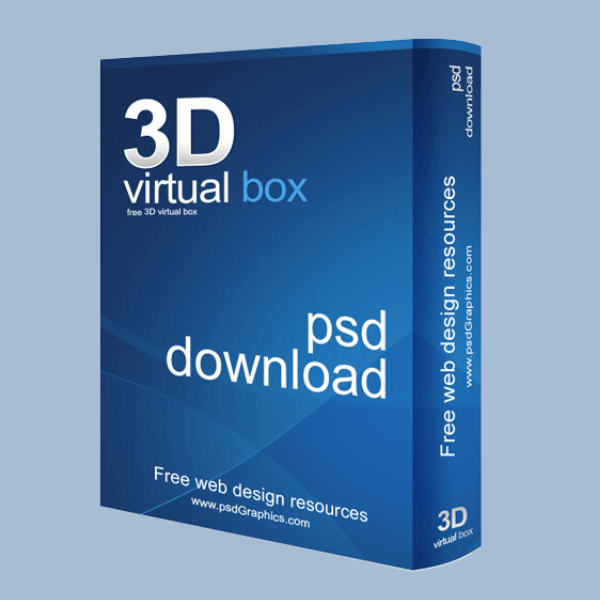 3D
virtual box
free 3D virtual box
psd
download
Free web design resources
www.psdGraphics.com
psd
download
Free web design resources
www.psdGraphics.com
3D
virtual box